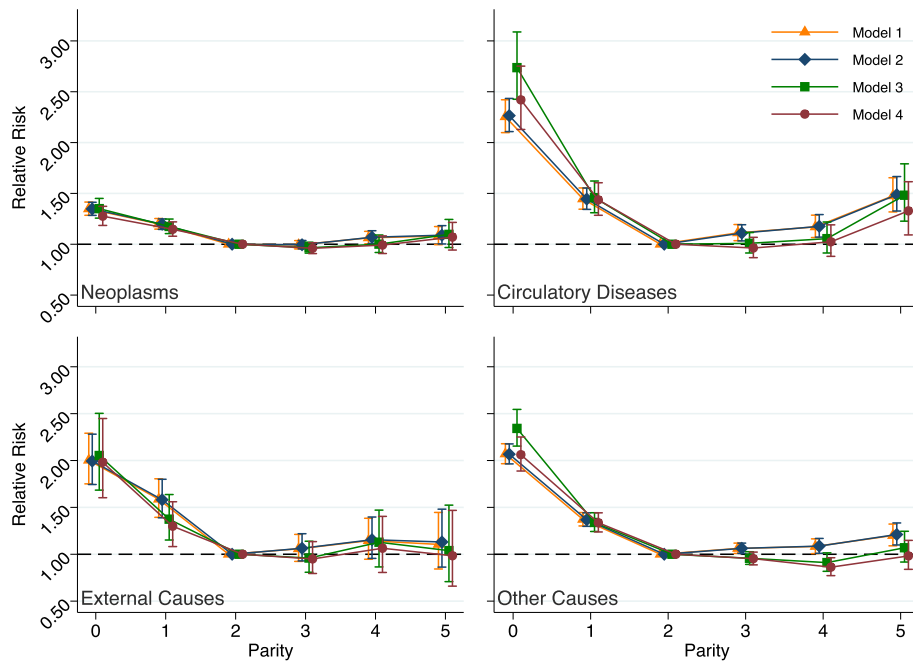 3.00
2.50
2.00
1.50
1.00
0.50
Relative Risk
Neoplasms
Model 1
Model 2
Model 3
Model 4
Circulatory Diseases
3.00
2.50
2.00
1.50
1.00
0.50
Relative Risk
External Causes
0 1 2 3 4 5
Parity
Other Causes
0 1 2 3 4 5
Parity